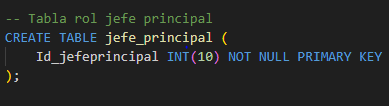 -- Tabla rol jefe principal
CREATE TABLE jefe_principal (
    Id_jefeprincipal INT(10) NOT NULL PRIMARY KEY
);